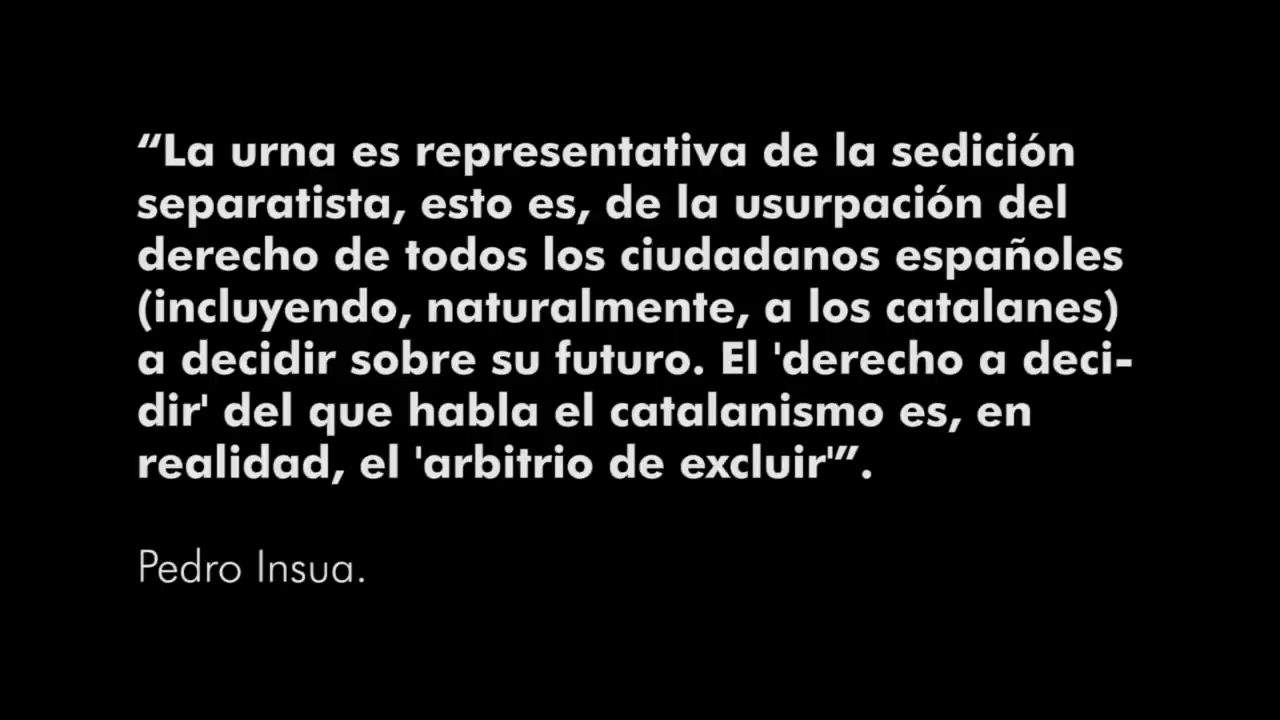 “La urna es representativa de la sedición
separatista, esto es, de la usurpación del
derecho de todos los ciudadanos españoles
(incluyendo, naturalmente, a los catalanes)
a decidir sobre su futuro. El 'derecho a deci-
dir' del que habla el catalanismo es, en
realidad, el 'arbitrio de excluir'”.
Pedro Insua.